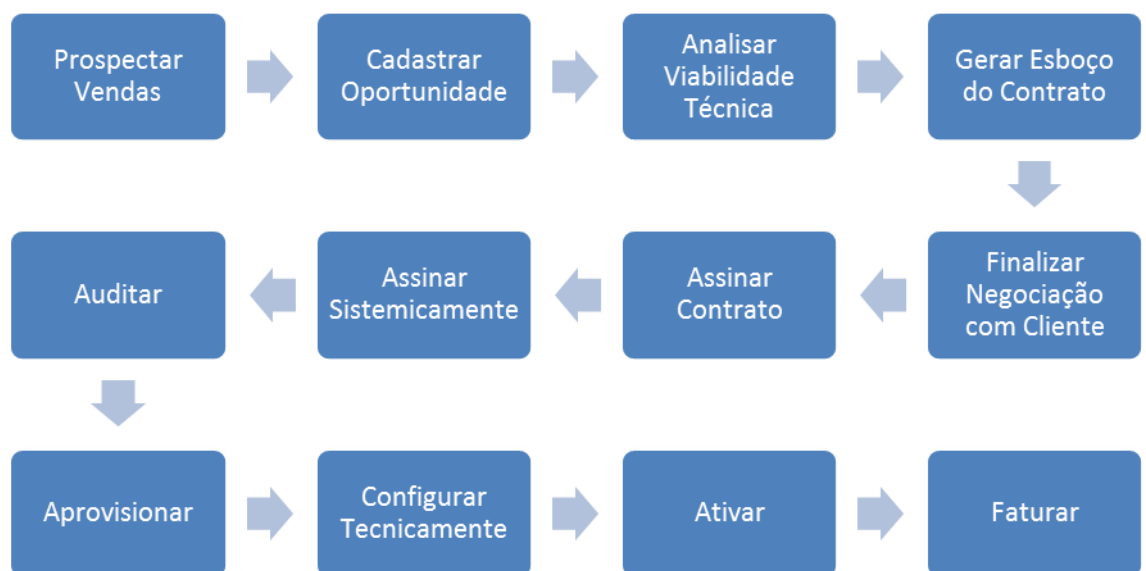 Prospectar
Vendas
Cadastrar
Oportunidade
Analisar
Viabilidade
Técnica
Gerar Esboço
do Contrato
Finalizar
Negociação
com Cliente
Assinar
Contrato
Assinar
Sistemicamente
Auditar
Aprovisionar
Configurar
Tecnicamente
Ativar
Faturar